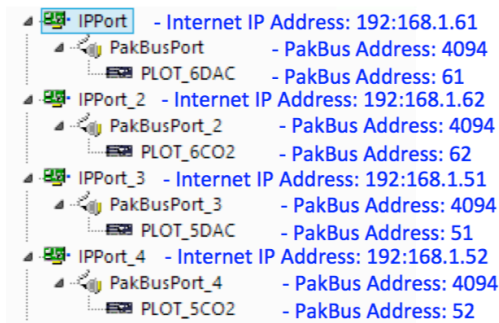 IPPort - Internet IP Address: 192:168.1.61
PakBusPort - PakBus Address: 4094
PLOT_6DAC - PakBus Address: 61
IPPort_2 - Internet IP Address: 192:168.1.62
PakBusPort_2 - PakBus Address: 4094
PLOT_6CO2 - PakBus Address: 62
IPPort_3 - Internet IP Address: 192:168.1.51
PakBusPort_3 - PakBus Address: 4094
PLOT_5DAC - PakBus Address: 51
IPPort_4 - Internet IP Address: 192:168.1.52
PakBusPort_4 - PakBus Address: 4094
PLOT_5CO2 - PakBus Address: 52